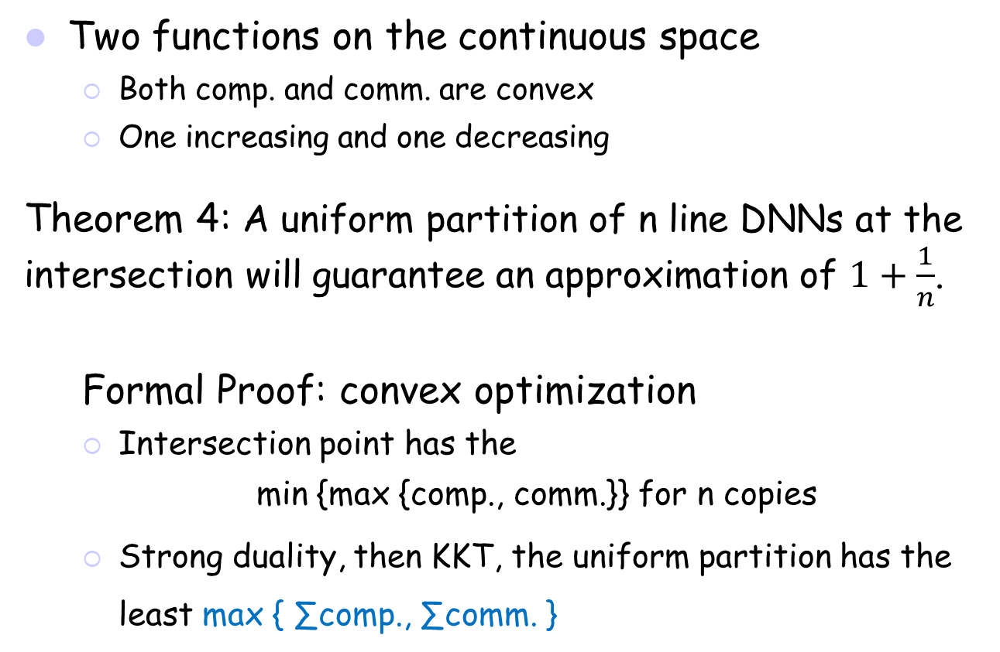 Two functions on the continuous space
Both comp. and comm. are convex
One increasing and one decreasing
Theorem 4: A uniform partition of n line DNNs at the
intersection will guarantee an approximation of 1 + 1/n.
Formal Proof: convex optimization
Intersection point has the
min {max {comp., comm.}} for n copies
Strong duality, then KKT, the uniform partition has the
least max { ∑comp., ∑comm. }